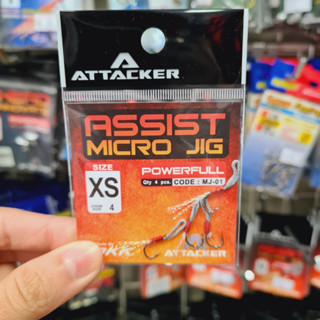 ATTACKER
ASSIST
MICRO JIG
POWERFULL
Qty 4 pcs. CODE : MJ-01
SIZE
XS
4
ATTACKER